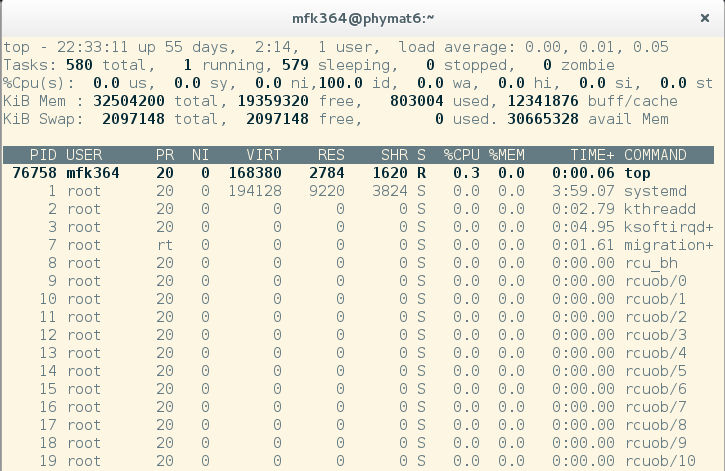 mfk364@phymat6:~ ×
top - 22:33:11 up 55 days,  2:14,  1 user,  load average: 0.00, 0.01, 0.05
Tasks: 580 total,   1 running, 579 sleeping,   0 stopped,   0 zombie
%Cpu(s):  0.0 us,  0.0 sy,  0.0 ni,100.0 id,  0.0 wa,  0.0 hi,  0.0 si,  0.0 st
KiB Mem : 32504200 total, 19359320 free,   803004 used, 12341876 buff/cache
KiB Swap:  2097148 total,  2097148 free,        0 used. 30665328 avail Mem
PID USER      PR  NI    VIRT    RES    SHR S  %CPU %MEM     TIME+ COMMAND
76758 mfk364    20   0  168380   2784   1620 R   0.3  0.0   0:00.06 top
1 root      20   0  194128   9220   3824 S   0.0  0.0   3:59.07 systemd
2 root      20   0       0      0      0 S   0.0  0.0   0:02.79 kthreadd
3 root      20   0       0      0      0 S   0.0  0.0   0:04.95 ksoftirqd+
7 root      rt   0       0      0      0 S   0.0  0.0   0:01.61 migration+
8 root      20   0       0      0      0 S   0.0  0.0   0:00.00 rcu_bh
9 root      20   0       0      0      0 S   0.0  0.0   0:00.00 rcuob/0
10 root      20   0       0      0      0 S   0.0  0.0   0:00.00 rcuob/1
11 root      20   0       0      0      0 S   0.0  0.0   0:00.00 rcuob/2
12 root      20   0       0      0      0 S   0.0  0.0   0:00.00 rcuob/3
13 root      20   0       0      0      0 S   0.0  0.0   0:00.00 rcuob/4
14 root      20   0       0      0      0 S   0.0  0.0   0:00.00 rcuob/5
15 root      20   0       0      0      0 S   0.0  0.0   0:00.00 rcuob/6
16 root      20   0       0      0      0 S   0.0  0.0   0:00.00 rcuob/7
17 root      20   0       0      0      0 S   0.0  0.0   0:00.00 rcuob/8
18 root      20   0       0      0      0 S   0.0  0.0   0:00.00 rcuob/9
19 root      20   0       0      0      0 S   0.0  0.0   0:00.00 rcuob/10